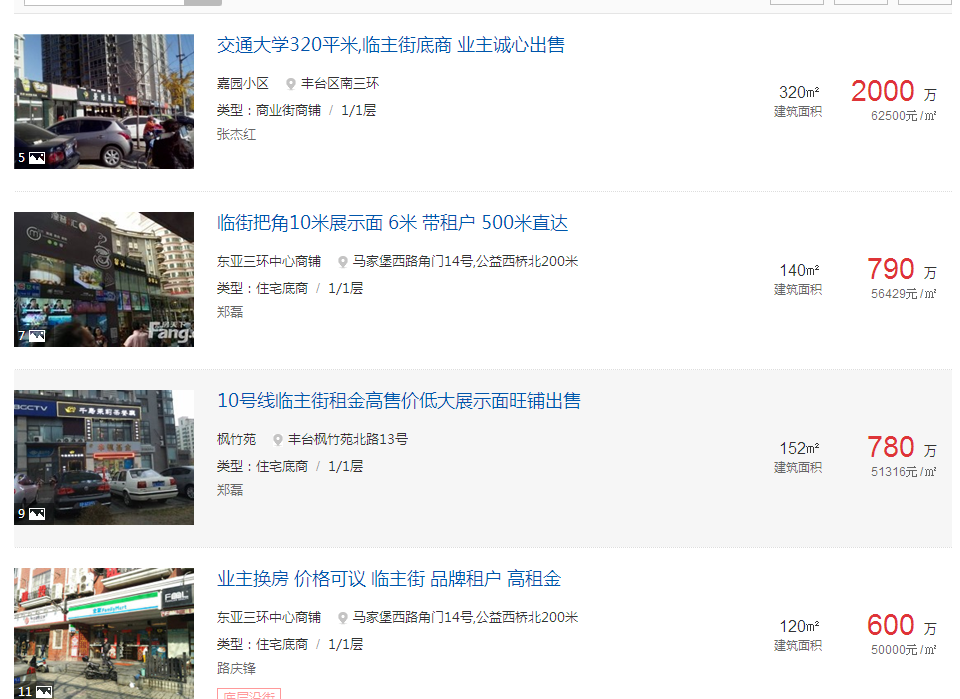 交通大学320平米,临主街底商 业主诚心出售
嘉园小区 丰台区南三环
类型：商业街商铺 / 1/1层
张杰红
320㎡
建筑面积
2000 万
62500元/㎡
5
临街把角10米展示面 6米 带租户 500米直达
东亚三环中心商铺 马家堡西路角门14号,公益西桥北200米
类型：住宅底商 / 1/1层
郑磊
140㎡
建筑面积
790 万
56429元/㎡
7
房天下
Fang.
10号线临主街租金高售价低大展示面旺铺出售
枫竹苑 丰台枫竹苑北路13号
类型：住宅底商 / 1/1层
郑磊
152㎡
建筑面积
780 万
51316元/㎡
9
业主换房 价格可议 临主街 品牌租户 高租金
东亚三环中心商铺 马家堡西路角门14号,公益西桥北200米
类型：住宅底商 / 1/1层
路庆锋
120㎡
建筑面积
600 万
50000元/㎡
FamilyMart
11
底层沿街